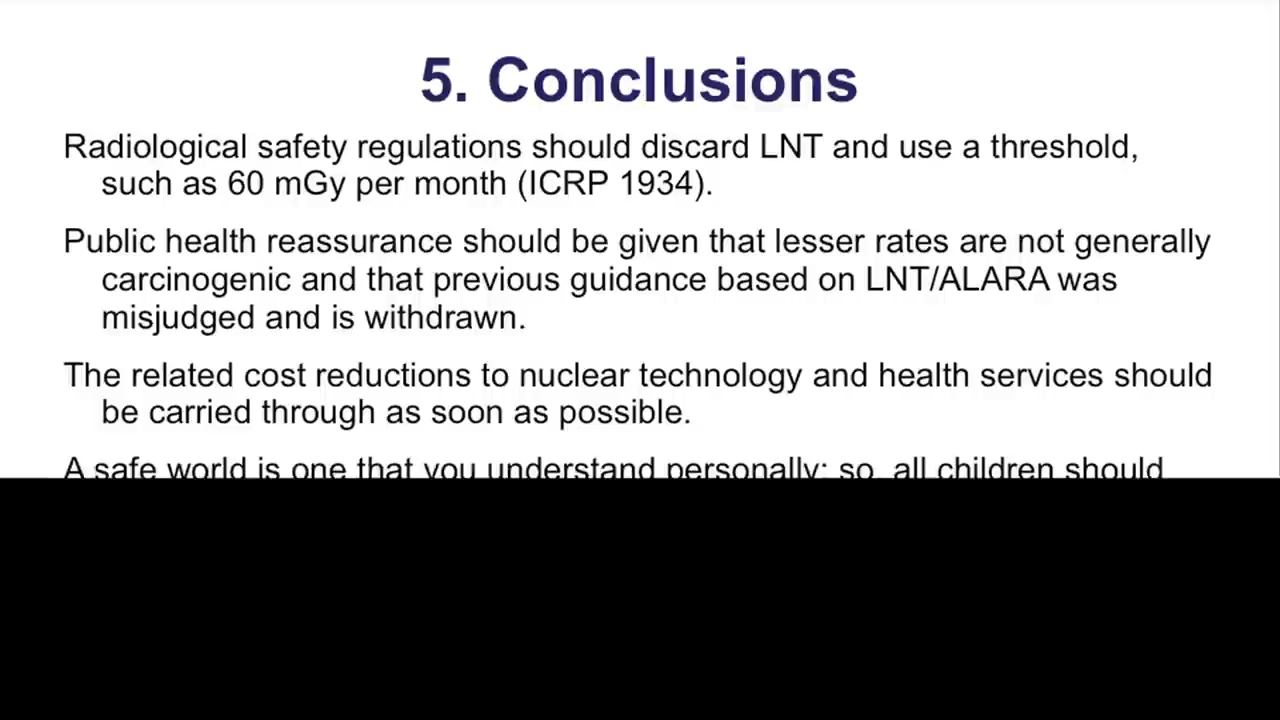 5. Conclusions
Radiological safety regulations should discard LNT and use a threshold,
such as 60 mGy per month (ICRP 1934).
Public health reassurance should be given that lesser rates are not generally
carcinogenic and that previous guidance based on LNT/ALARA was
misjudged and is withdrawn.
The related cost reductions to nuclear technology and health services should
be carried through as soon as possible.
A safe world is one that you understand personally; so, all children should